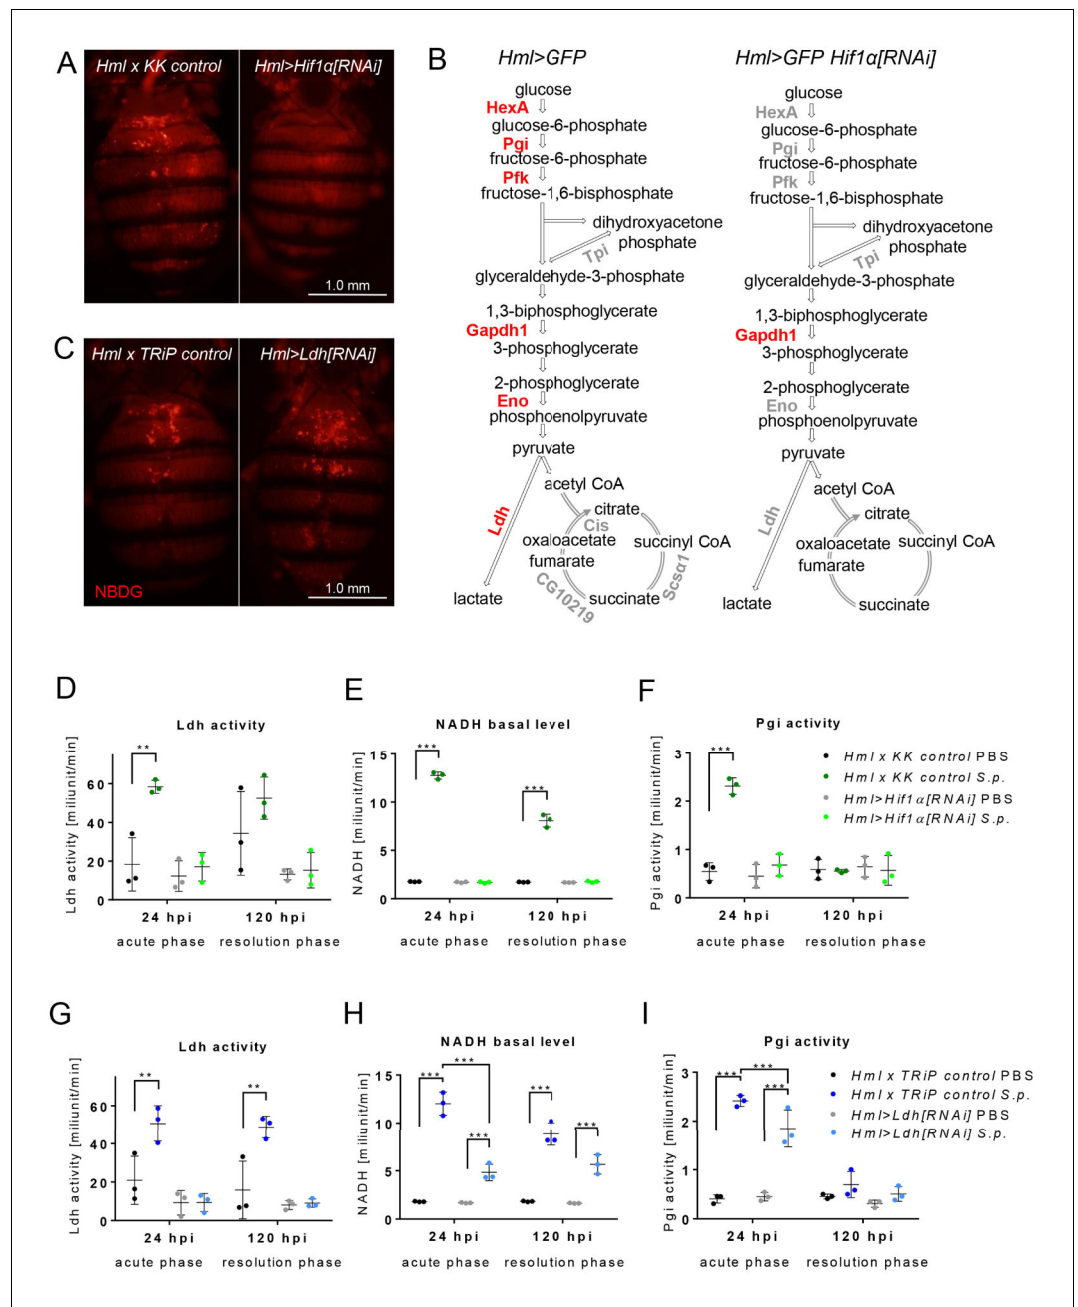 A
Hml x KK control
Hml>Hif1α[RNAi]
1.0 mm
B
Hml>GFP
glucose
HexA
glucose-6-phosphate
Pgi
fructose-6-phosphate
Pfk
fructose-1,6-bisphosphate
dihydroxyacetone
phosphate
Tpi
glyceraldehyde-3-phosphate
1,3-biphosphoglycerate
Gapdh1
3-phosphoglycerate
2-phosphoglycerate
Eno
phosphoenolpyruvate
pyruvate
acetyl CoA
Ldh
citrate
Cis
oxaloacetate
succinyl CoA
fumarate
CG10219
Scsα1
lactate
succinate
Hml>GFP Hif1α[RNAi]
glucose
HexA
glucose-6-phosphate
Pgi
fructose-6-phosphate
Pfk
fructose-1,6-bisphosphate
dihydroxyacetone
phosphate
Tpi
glyceraldehyde-3-phosphate
1,3-biphosphoglycerate
Gapdh1
3-phosphoglycerate
2-phosphoglycerate
Eno
phosphoenolpyruvate
pyruvate
acetyl CoA
Ldh
citrate
oxaloacetate
succinyl CoA
fumarate
lactate
succinate
C
Hml x TRiP control
Hml>Ldh[RNAi]
NBDG
1.0 mm
D
Ldh activity
Ldh activity [miliunit/min]
60
40
20
0
**
24 hpi
120 hpi
acute phase
resolution phase
E
NADH basal level
NADH [miliunit/min]
15
10
5
0
***
***
24 hpi
120 hpi
acute phase
resolution phase
F
Pgi activity
Pgi activity [miliunit/min]
3
2
1
0
***
24 hpi
120 hpi
acute phase
resolution phase
Hml x KK control PBS
Hml x KK control S.p.
Hml>Hif1α[RNAi] PBS
Hml>Hif1α[RNAi] S.p.
G
Ldh activity
Ldh activity [miliunit/min]
60
40
20
0
**
**
24 hpi
120 hpi
acute phase
resolution phase
H
NADH basal level
NADH [miliunit/min]
15
10
5
0
***
***
***
***
***
24 hpi
120 hpi
acute phase
resolution phase
I
Pgi activity
Pgi activity [miliunit/min]
3
2
1
0
***
***
***
24 hpi
120 hpi
acute phase
resolution phase
Hml x TRiP control PBS
Hml x TRiP control S.p.
Hml>Ldh[RNAi] PBS
Hml>Ldh[RNAi] S.p.